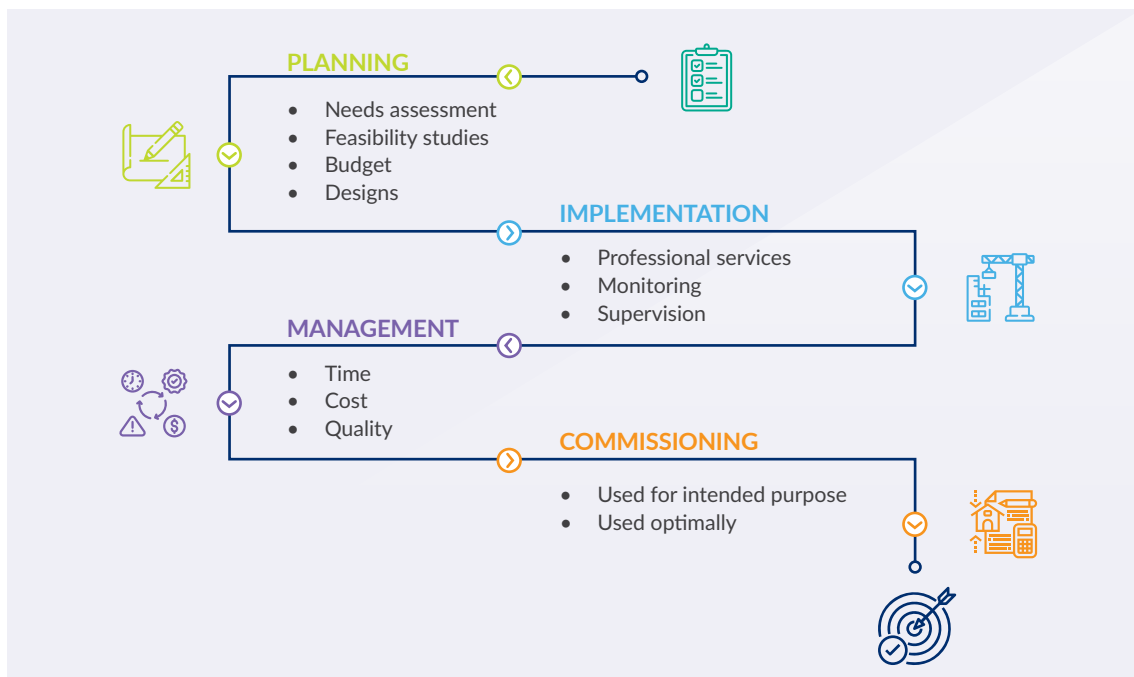 PLANNING
• Needs assessment
• Feasibility studies
• Budget
• Designs
IMPLEMENTATION
• Professional services
• Monitoring
• Supervision
MANAGEMENT
• Time
• Cost
• Quality
COMMISSIONING
• Used for intended purpose
• Used optimally